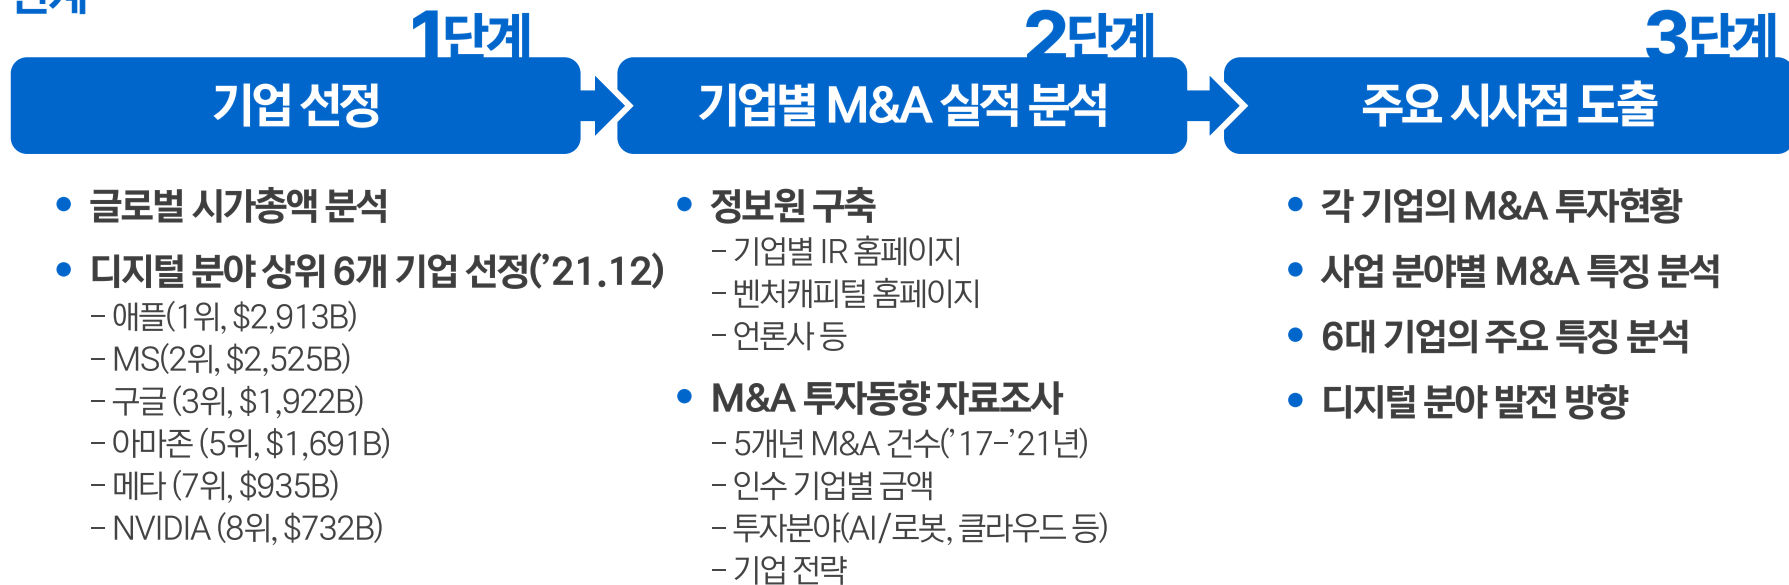 단계
1단계
기업 선정
• 글로벌 시가총액 분석
• 디지털 분야 상위 6개 기업 선정(’21.12)
– 애플(1위, $2,913B)
– MS(2위, $2,525B)
– 구글 (3위, $1,922B)
– 아마존 (5위, $1,691B)
– 메타 (7위, $935B)
– NVIDIA (8위, $732B)
2단계
기업별 M&A 실적 분석
• 정보원 구축
– 기업별 IR 홈페이지
– 벤처캐피털 홈페이지
– 언론사 등
• M&A 투자동향 자료조사
– 5개년 M&A 건수(’17–’21년)
– 인수 기업별 금액
– 투자분야(AI/로봇, 클라우드 등)
– 기업 전략
3단계
주요 시사점 도출
• 각 기업의 M&A 투자현황
• 사업 분야별 M&A 특징 분석
• 6대 기업의 주요 특징 분석
• 디지털 분야 발전 방향